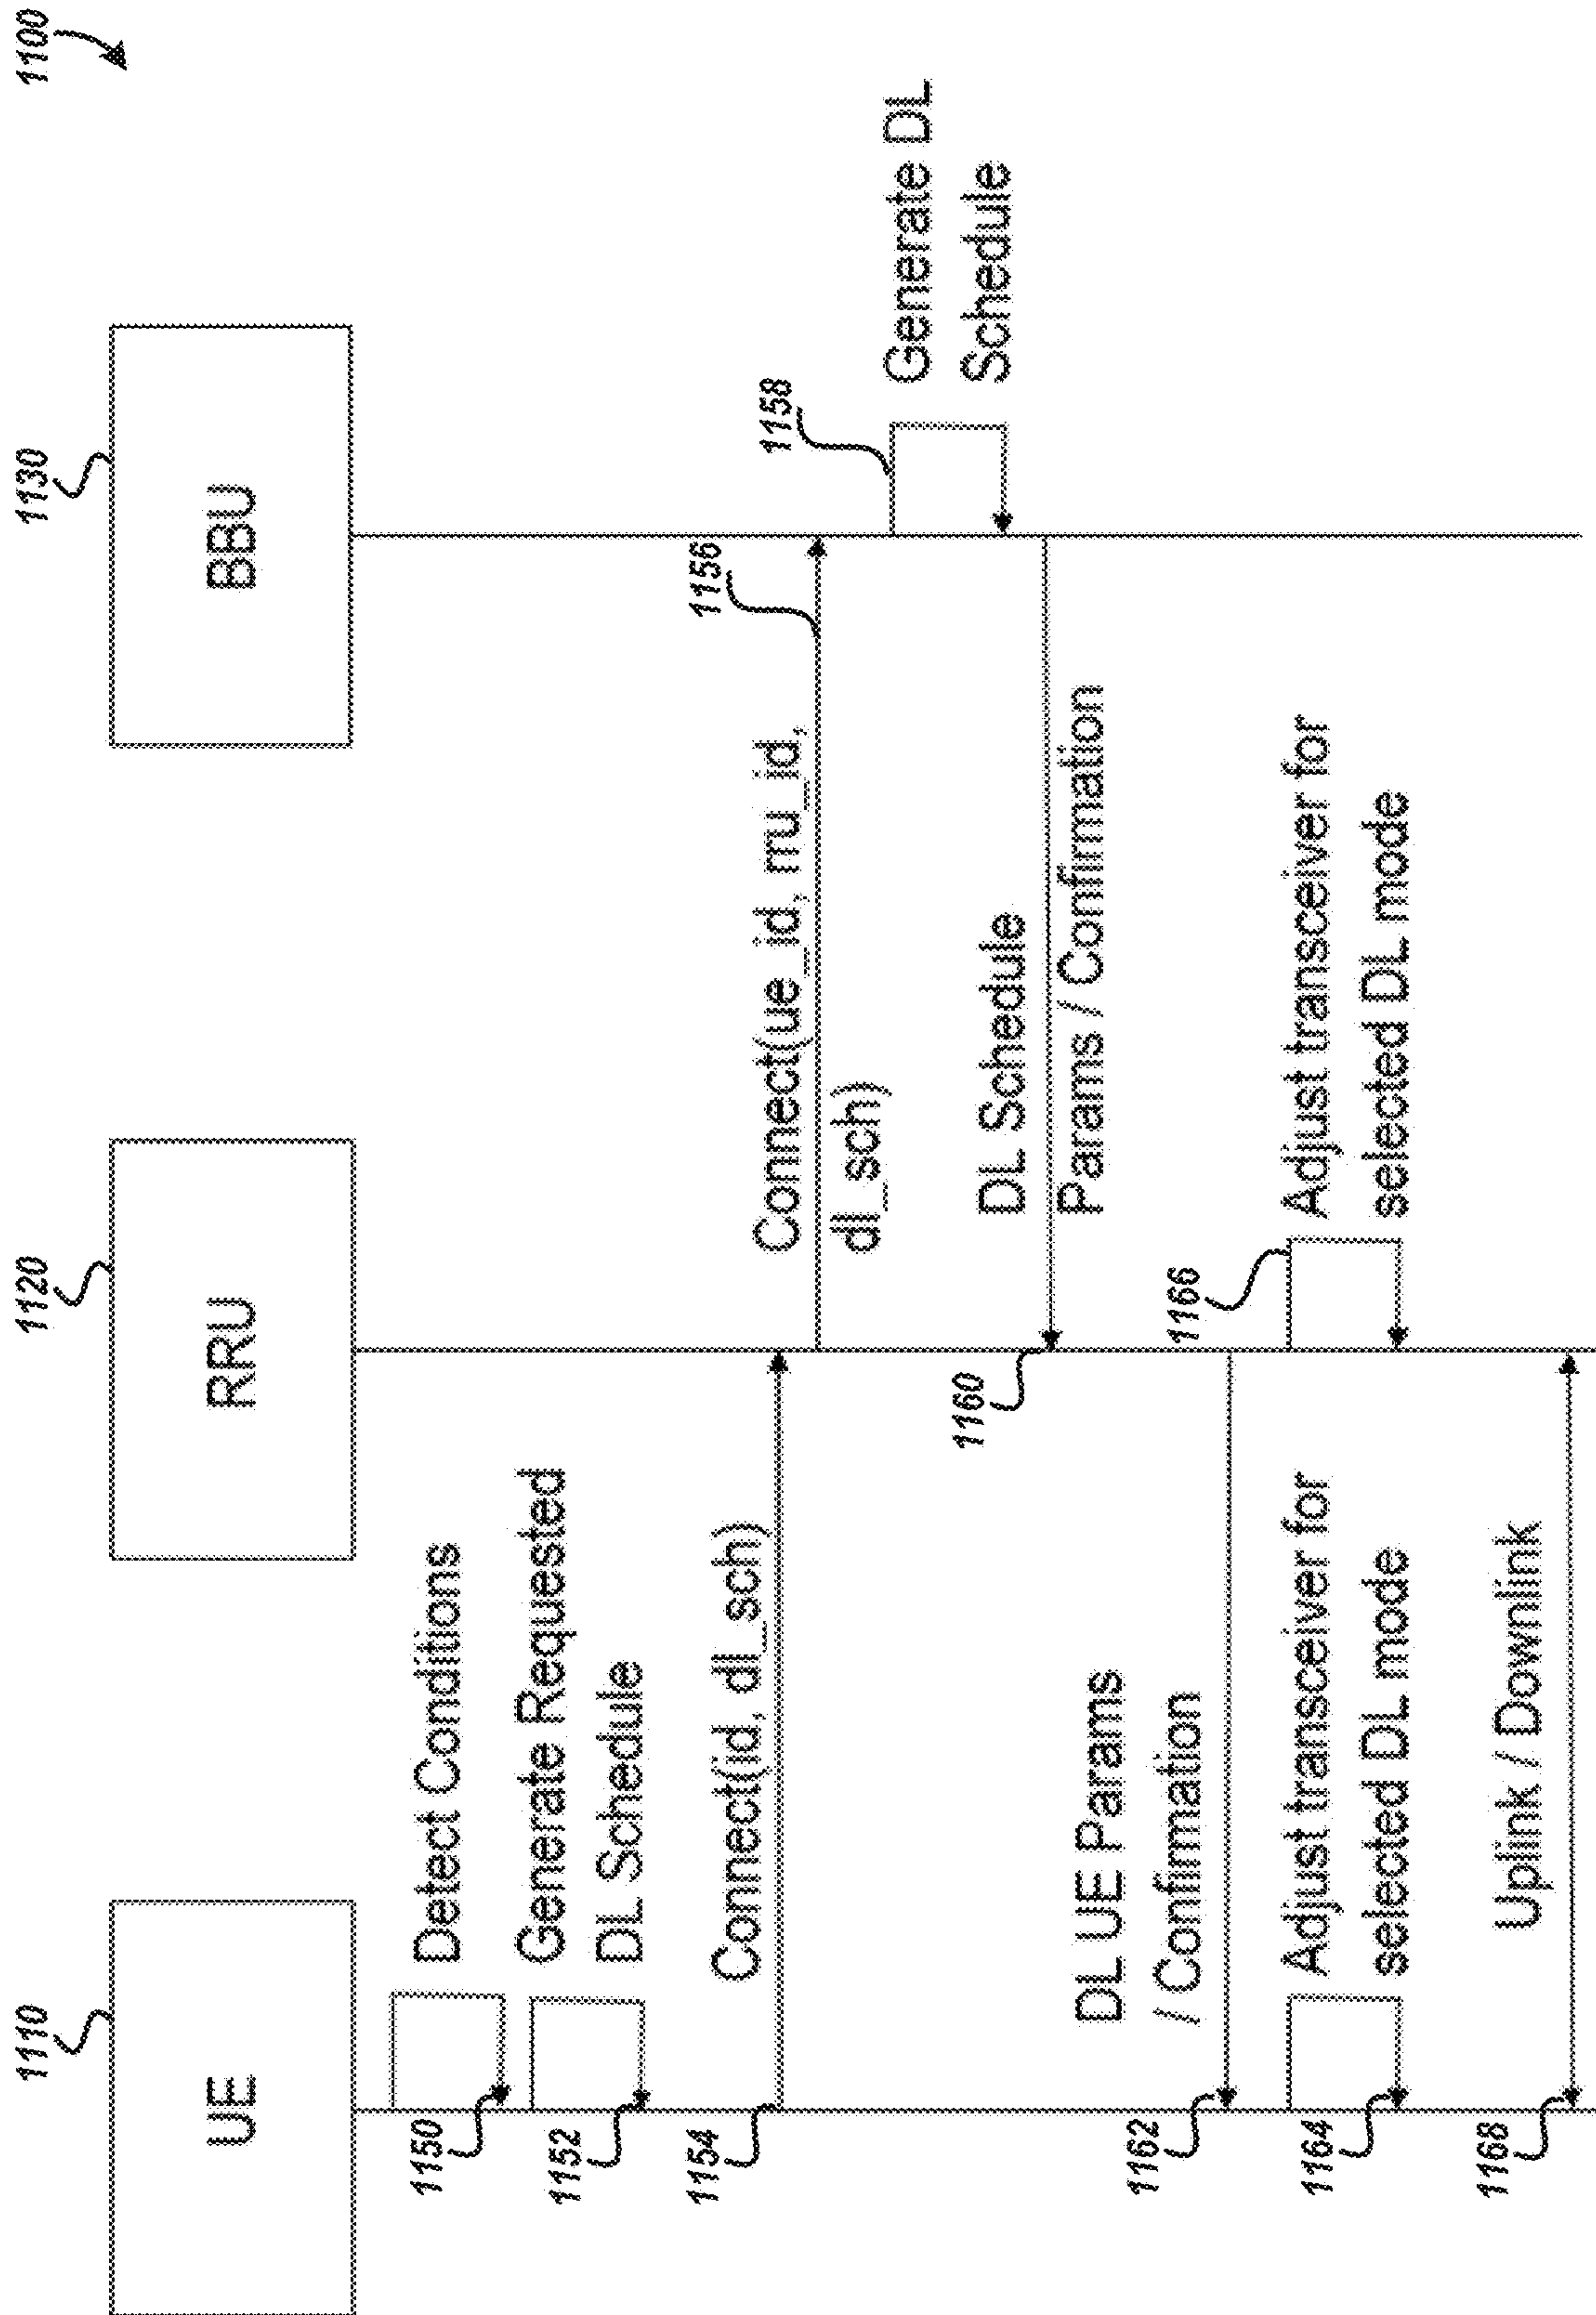 1100
1110
1120
1130
UE
RRU
BBU
1150
Detect Conditions
1152
Generate Requested
DL Schedule
1154
Connect(id, dl_sch)
1156
Connect(ue_id, rru_id,
dl_sch)
1158
Generate DL
Schedule
1160
DL Schedule
Params / Confirmation
1162
DL UE Params
/ Confirmation
1164
Adjust transceiver for
selected DL mode
1166
Adjust transceiver for
selected DL mode
1168
Uplink / Downlink